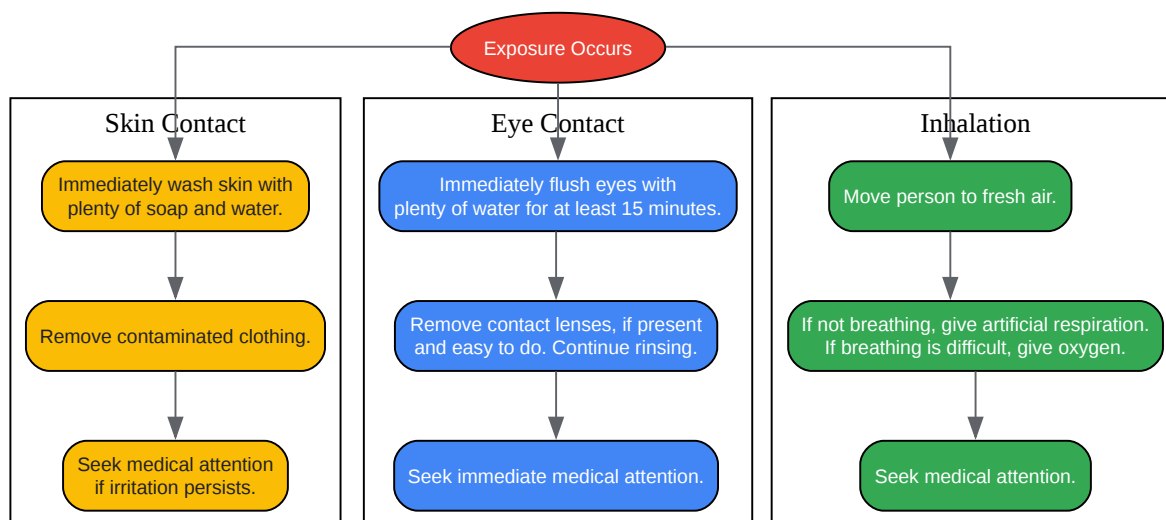 Exposure Occurs
Skin Contact
Immediately wash skin with
plenty of soap and water.
Remove contaminated clothing.
Seek medical attention
if irritation persists.
Eye Contact
Immediately flush eyes with
plenty of water for at least 15 minutes.
Remove contact lenses, if present
and easy to do. Continue rinsing.
Seek immediate medical attention.
Inhalation
Move person to fresh air.
If not breathing, give artificial respiration.
If breathing is difficult, give oxygen.
Seek medical attention.